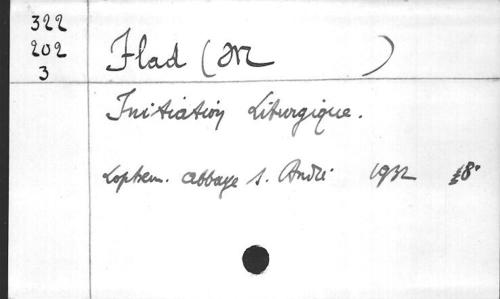 322
202
3
Flad (M )
Initiation Liturgique.
Lophem. Abbaye S. André 1932 8°